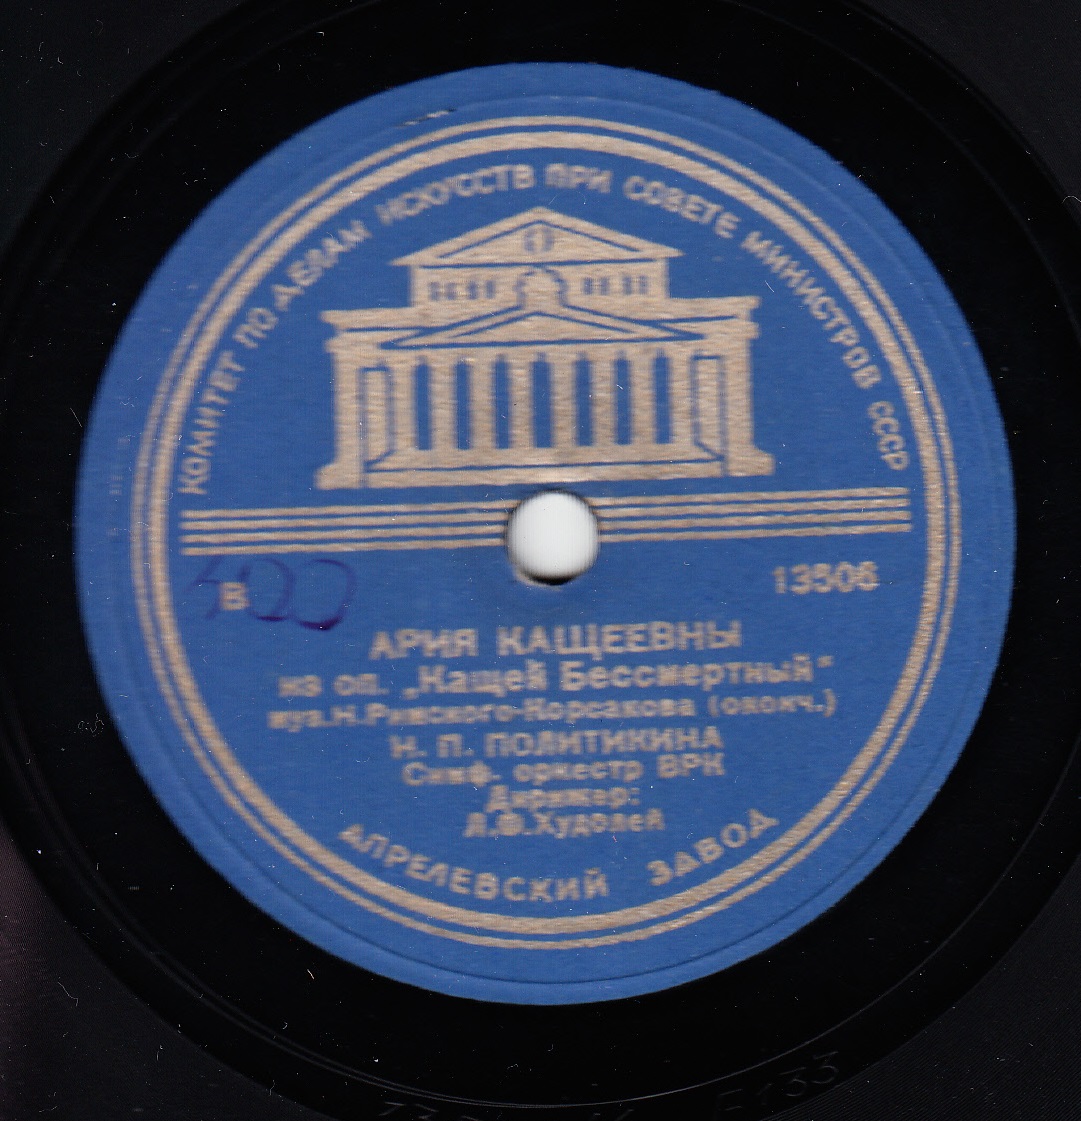 КОМИТЕТ ПО ДЕЛАМ ИСКУССТВ ПРИ СОВЕТЕ МИНИСТРОВ СССР
В 13506
АРИЯ КАЩЕЕВНЫ
из оп. „Кащей Бессмертный“
муз. Н. Римского-Корсакова (оконч.)
Н. П. ПОЛИТИКИНА
Симф. оркестр ВРК
Дирижер:
Л. Ф. Худолей
АПРЕЛЕВСКИЙ ЗАВОД